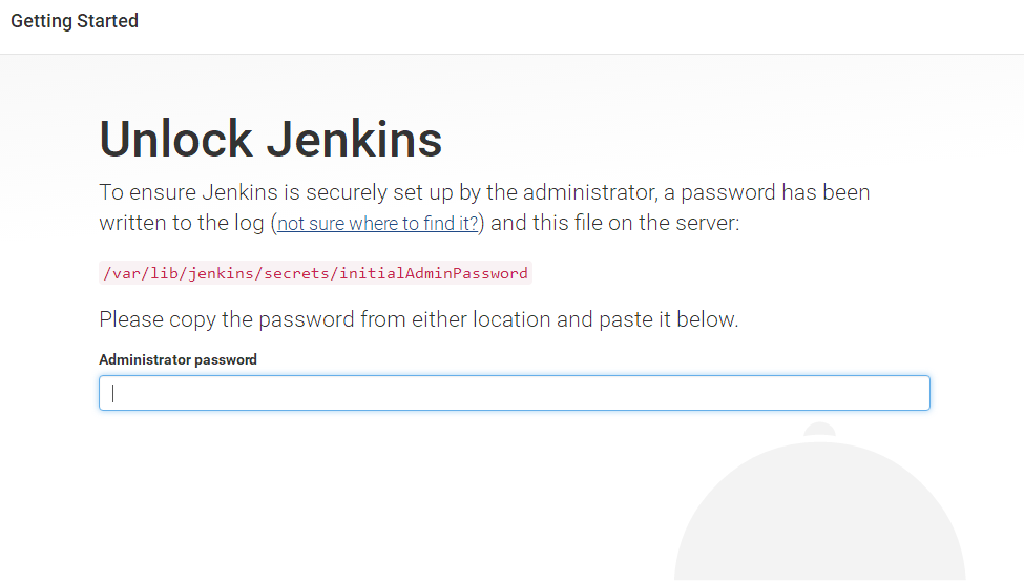 Getting Started
Unlock Jenkins
To ensure Jenkins is securely set up by the administrator, a password has been
written to the log (not sure where to find it?) and this file on the server:
/var/lib/jenkins/secrets/initialAdminPassword
Please copy the password from either location and paste it below.
Administrator password